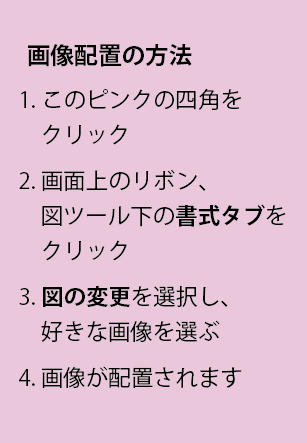 画像配置の方法
1. このピンクの四角を
クリック
2. 画面上のリボン、
図ツール下の書式タブを
クリック
3. 図の変更を選択し、
好きな画像を選ぶ
4. 画像が配置されます